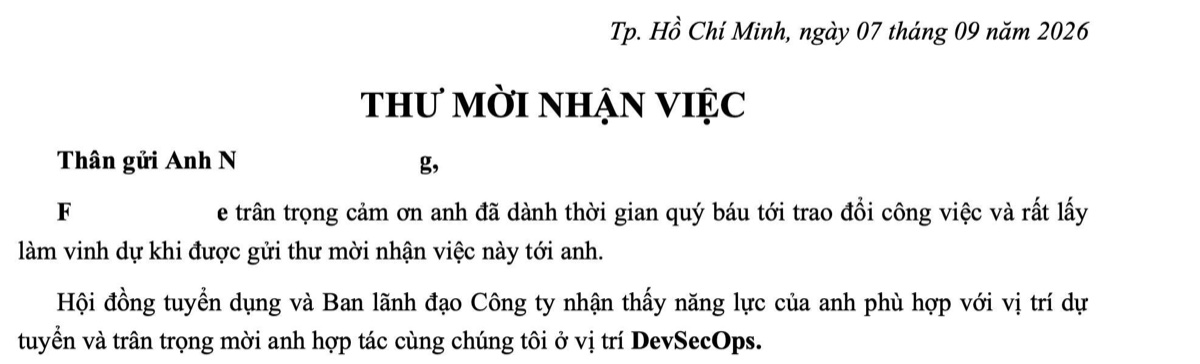 Tp. Hồ Chí Minh, ngày 07 tháng 09 năm 2026
THƯ MỜI NHẬN VIỆC
Thân gửi Anh N g,
F e trân trọng cảm ơn anh đã dành thời gian quý báu tới trao đổi công việc và rất lấy
làm vinh dự khi được gửi thư mời nhận việc này tới anh.
Hội đồng tuyển dụng và Ban lãnh đạo Công ty nhận thấy năng lực của anh phù hợp với vị trí dự
tuyển và trân trọng mời anh hợp tác cùng chúng tôi ở vị trí DevSecOps.